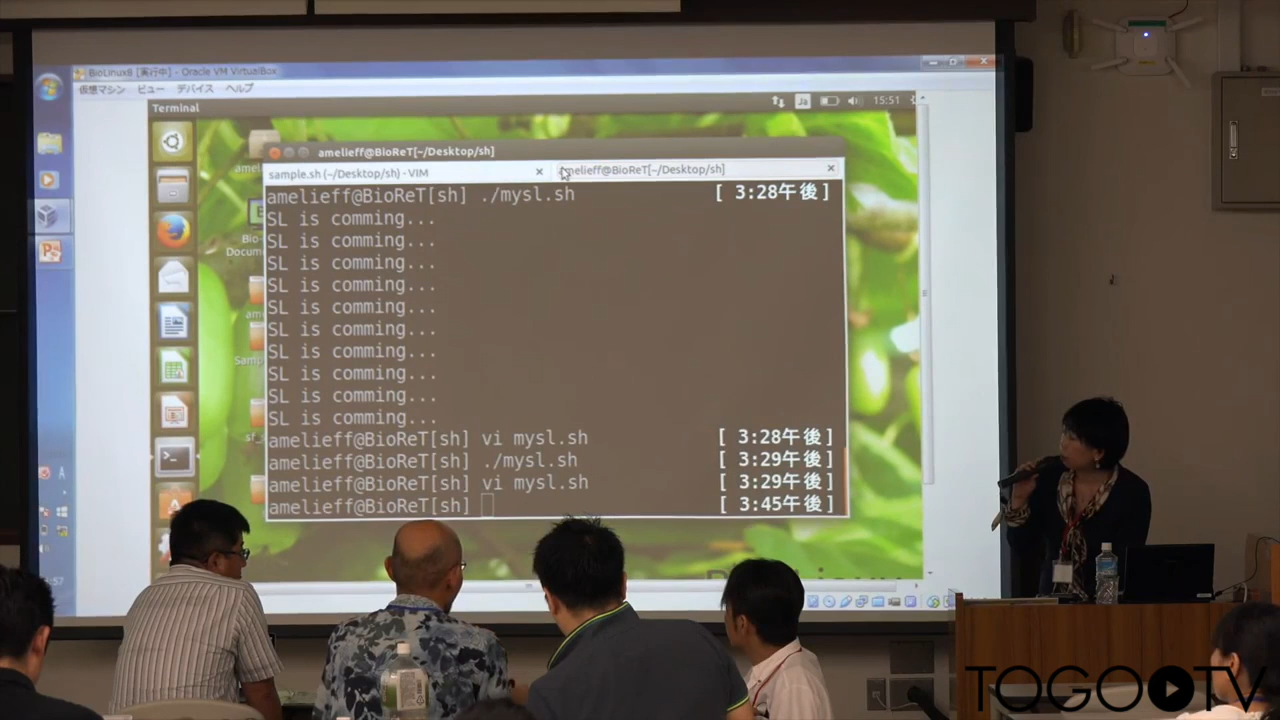 BioLinux8 [実行中] - Oracle VM VirtualBox
仮想マシン ビュー デバイス ヘルプ
Terminal
Ja
15:51
amelieff@BioReT[~/Desktop/sh]
sample.sh (~/Desktop/sh) - VIM
amelieff@BioReT[~/Desktop/sh]
amelieff@BioReT[sh] ./mysl.sh [ 3:28午後]
SL is comming...
SL is comming...
SL is comming...
SL is comming...
SL is comming...
SL is comming...
SL is comming...
SL is comming...
SL is comming...
SL is comming...
amelieff@BioReT[sh] vi mysl.sh [ 3:28午後]
amelieff@BioReT[sh] ./mysl.sh [ 3:29午後]
amelieff@BioReT[sh] vi mysl.sh [ 3:29午後]
amelieff@BioReT[sh] [ 3:45午後]
TOGO TV